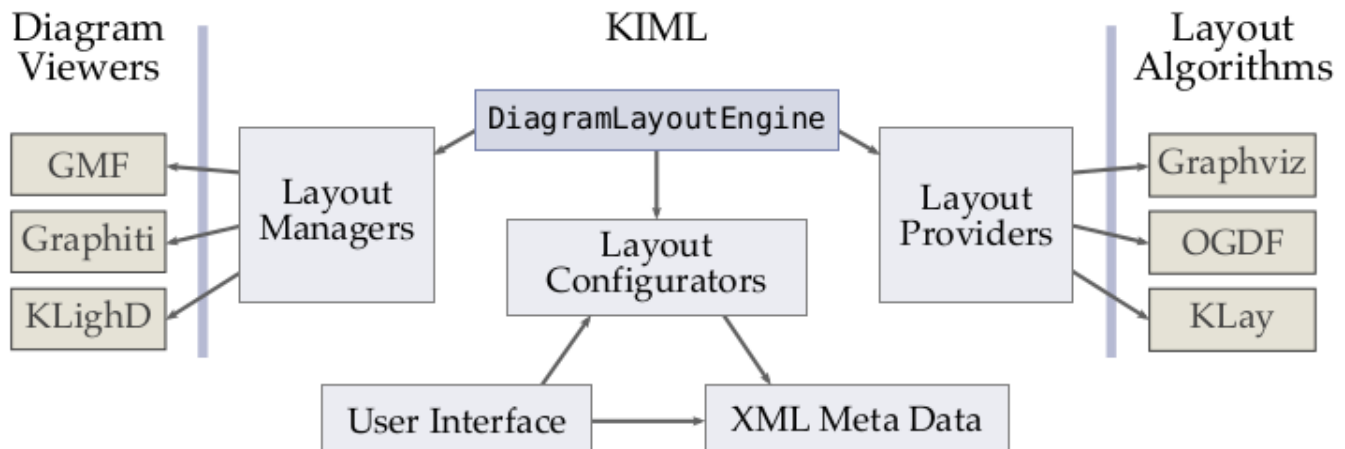 Diagram
Viewers
KIML
Layout
Algorithms
DiagramLayoutEngine
GMF
Graphiti
KLighD
Layout
Managers
Layout
Configurators
Layout
Providers
Graphviz
OGDF
KLay
User Interface
XML Meta Data